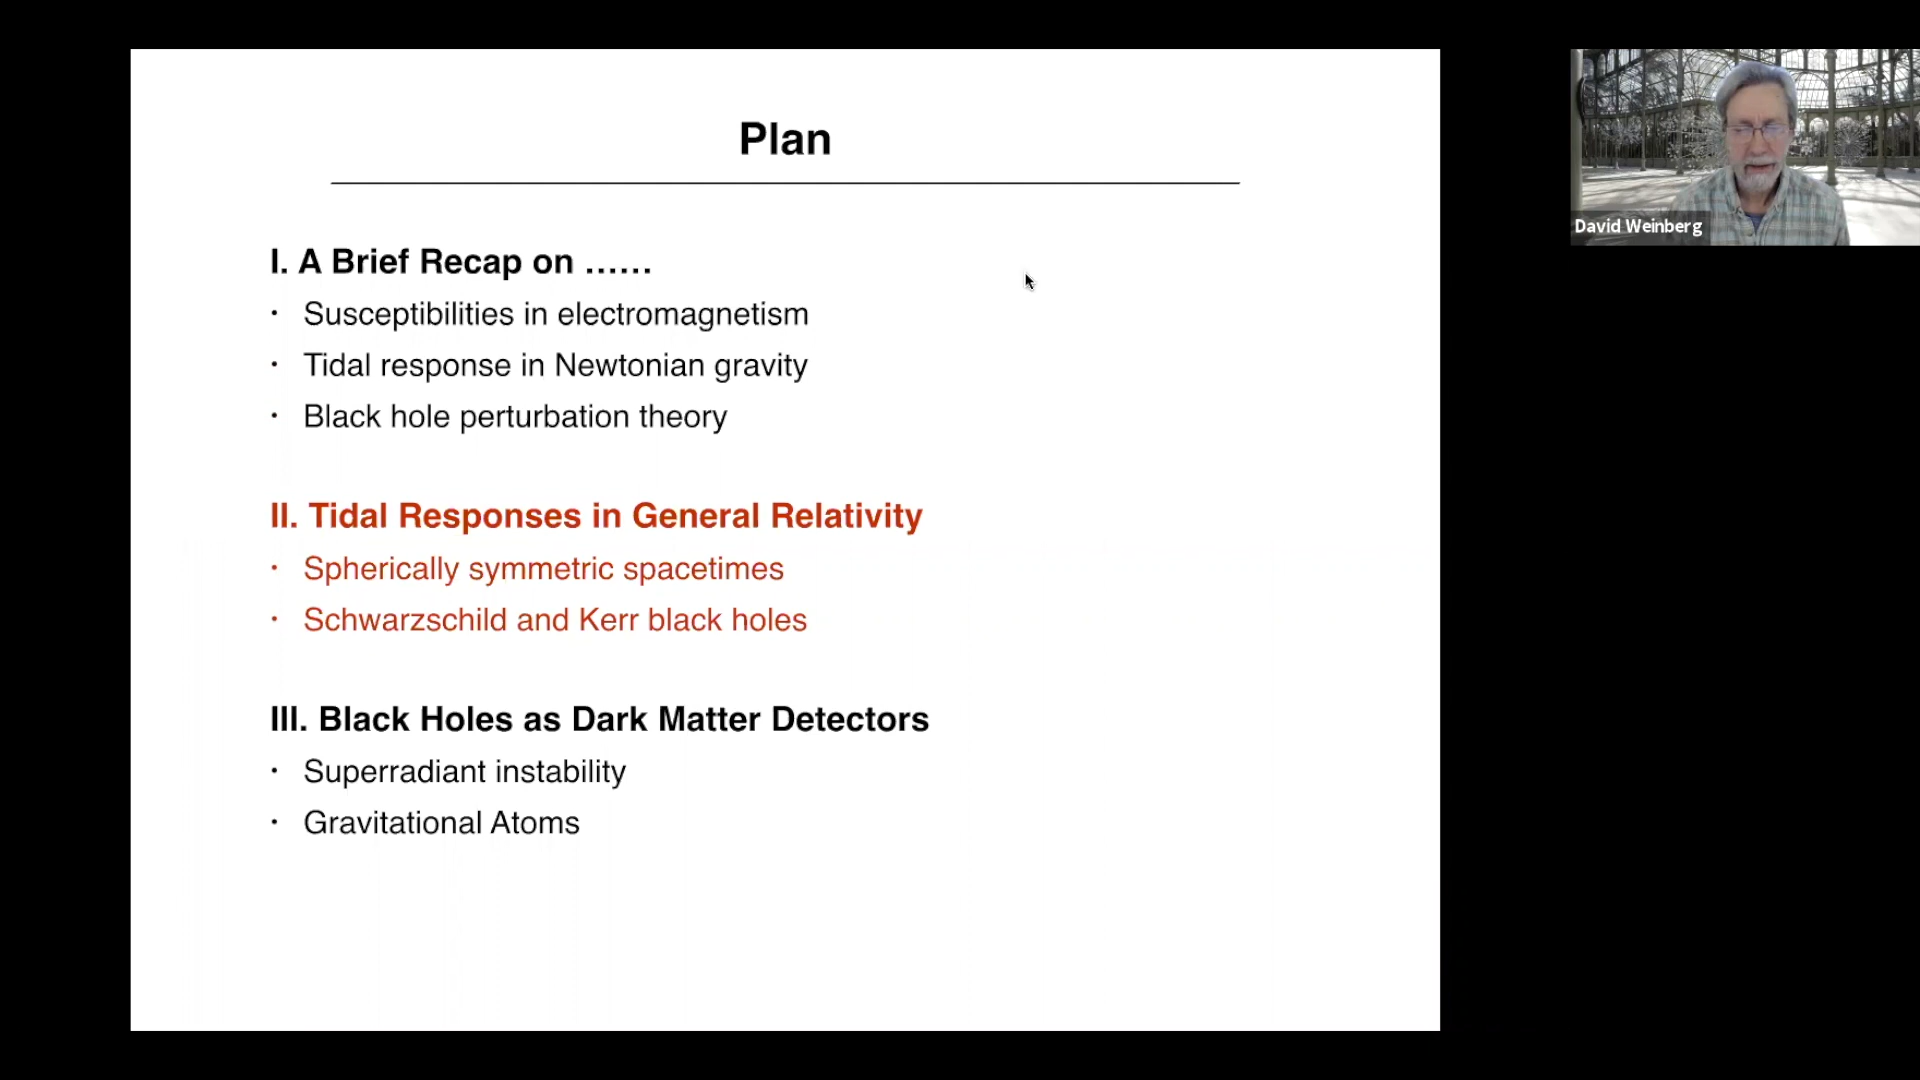 Plan
I. A Brief Recap on ……
· Susceptibilities in electromagnetism
· Tidal response in Newtonian gravity
· Black hole perturbation theory
II. Tidal Responses in General Relativity
· Spherically symmetric spacetimes
· Schwarzschild and Kerr black holes
III. Black Holes as Dark Matter Detectors
· Superradiant instability
· Gravitational Atoms
David Weinberg